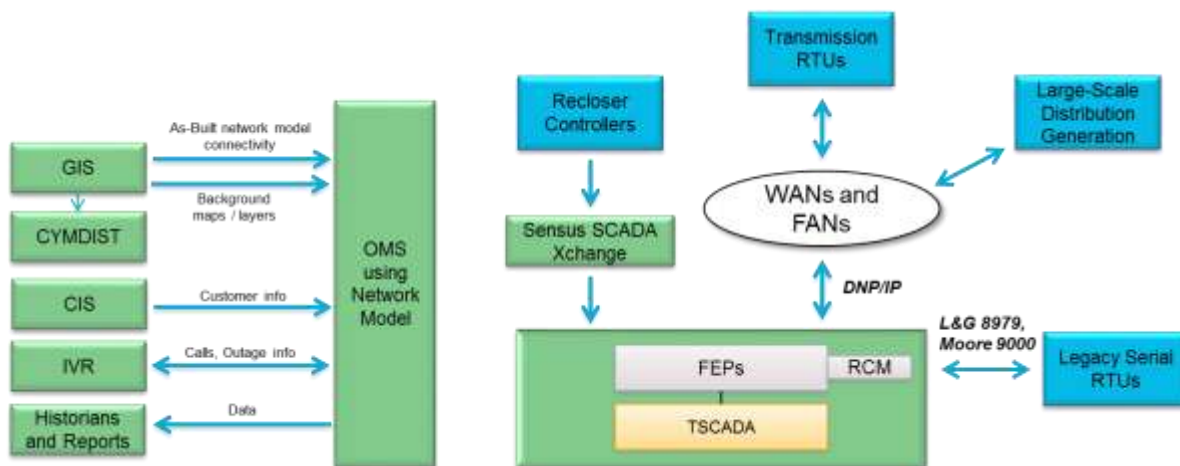 Transmission
RTUs
Recloser
Controllers
Large-Scale
Distribution
Generation
As-Built network model
connectivity
GIS
Background
maps / layers
CYMDIST
WANs and
FANs
Sensus SCADA
Xchange
OMS
using
Network
Model
CIS
Customer info
DNP/IP
L&G 8979,
Moore 9000
IVR
Calls, Outage info
FEPs
RCM
Legacy Serial
RTUs
Historians
and Reports
Data
TSCADA